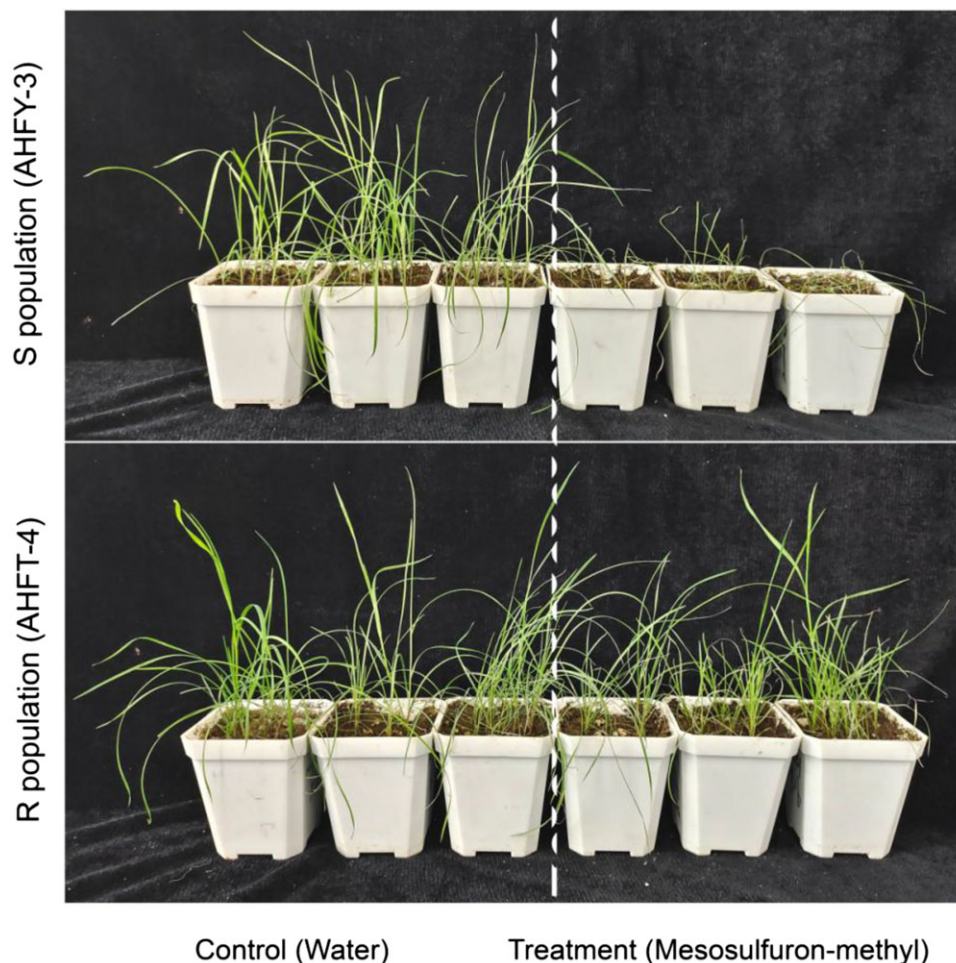 S population (AHFY-3)
R population (AHFT-4)
Control (Water)
Treatment (Mesosulfuron-methyl)